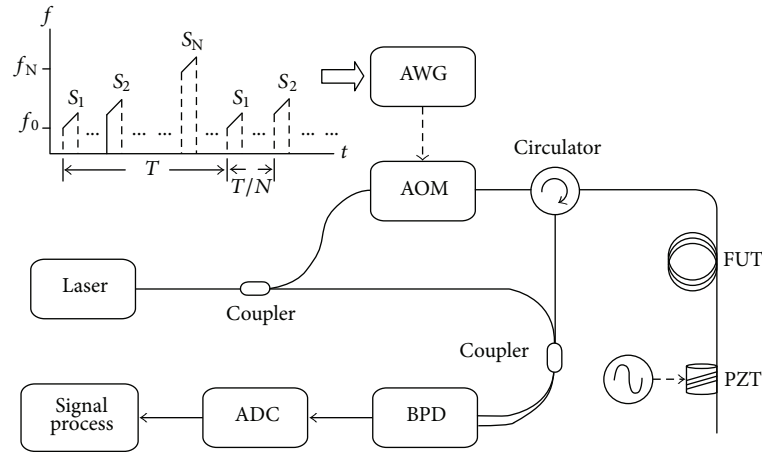 f
S_N
f_N
S_1
S_2
S_1
S_2
...
...
...
...
...
...
...
f_0
t
T
T/N
AWG
AOM
Circulator
Laser
Coupler
FUT
Coupler
PZT
Signal
process
ADC
BPD